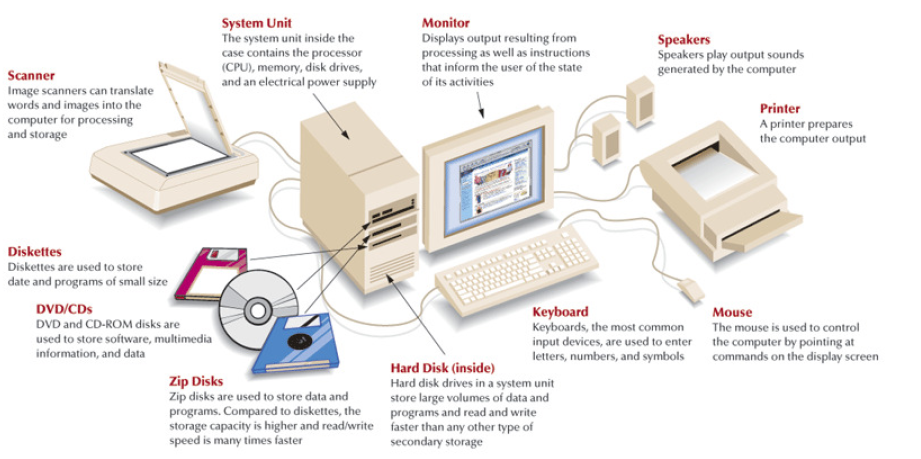 System Unit
The system unit inside the
case contains the processor
(CPU), memory, disk drives,
and an electrical power supply
Monitor
Displays output resulting from
processing as well as instructions
that inform the user of the state
of its activities
Speakers
Speakers play output sounds
generated by the computer
Scanner
Image scanners can translate
words and images into the
computer for processing
and storage
Printer
A printer prepares
the computer output
Diskettes
Diskettes are used to store
date and programs of small size
DVD/CDs
DVD and CD-ROM disks are
used to store software, multimedia
information, and data
Zip Disks
Zip disks are used to store data and
programs. Compared to diskettes, the
storage capacity is higher and read/write
speed is many times faster
Hard Disk (inside)
Hard disk drives in a system unit
store large volumes of data and
programs and read and write
faster than any other type of
secondary storage
Keyboard
Keyboards, the most common
input devices, are used to enter
letters, numbers, and symbols
Mouse
The mouse is used to control
the computer by pointing at
commands on the display screen